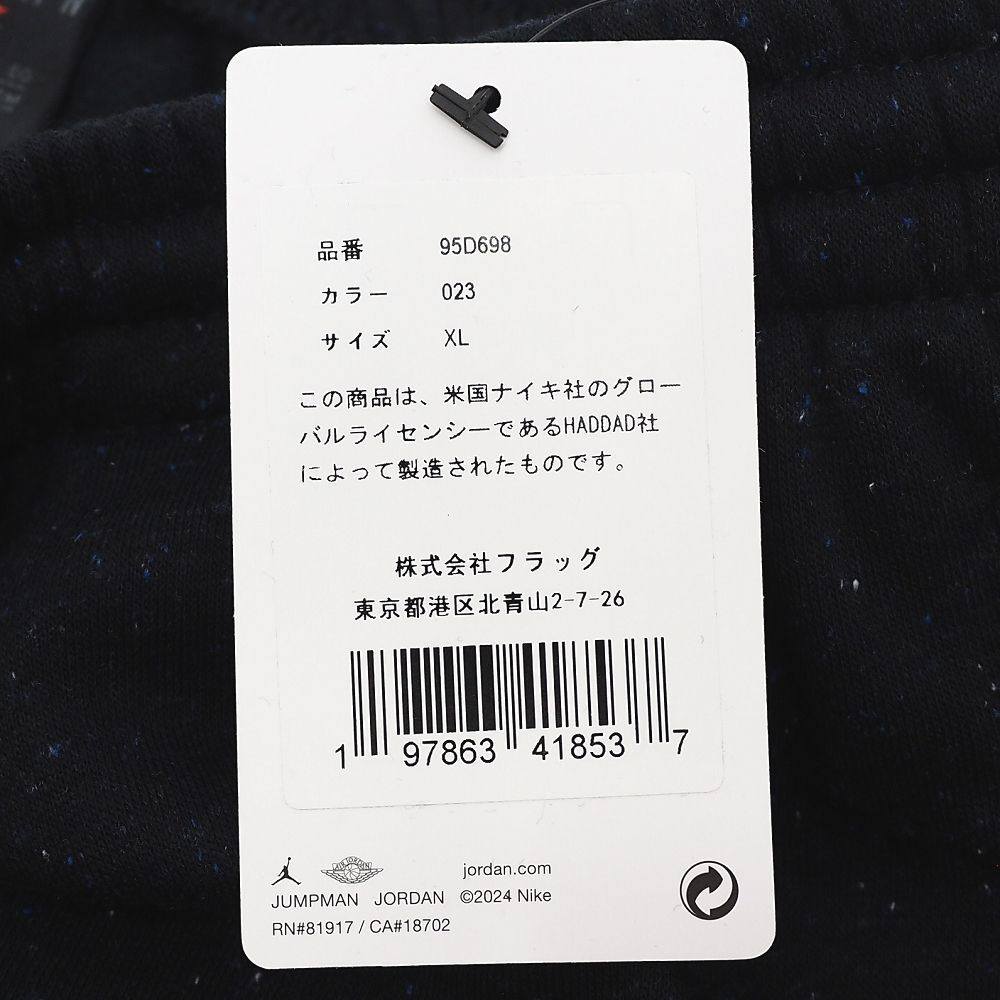 品番 95D698
カラー 023
サイズ XL
この商品は、米国ナイキ社のグロー
バルライセンシーであるHADDAD社
によって製造されたものです。
株式会社フラッグ
東京都港区北青山2-7-26
1 97863 41853 7
AIR JORDAN
jordan.com
JUMPMAN JORDAN ©2024 Nike
RN#81917 / CA#18702